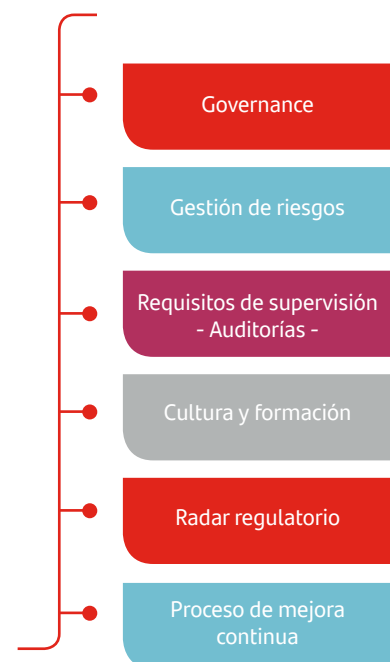 Governance
Gestión de riesgos
Requisitos de supervisión
- Auditorías -
Cultura y formación
Radar regulatorio
Proceso de mejora
continua